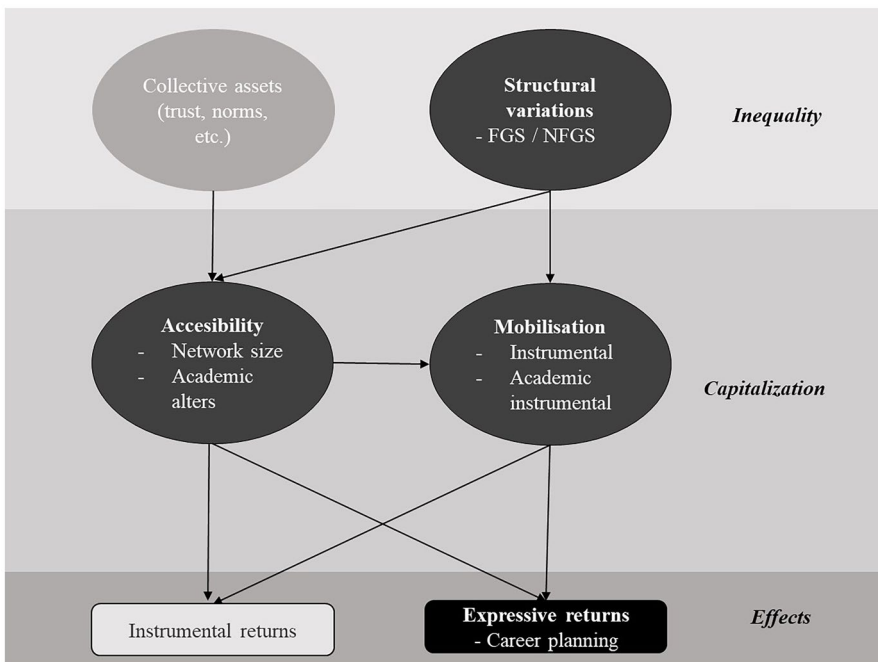 Collective assets
(trust, norms,
etc.)
Structural
variations
- FGS / NFGS
Inequality
Accesibility
- Network size
- Academic
alters
Mobilisation
- Instrumental
- Academic
instrumental
Capitalization
Instrumental returns
Expressive returns
- Career planning
Effects